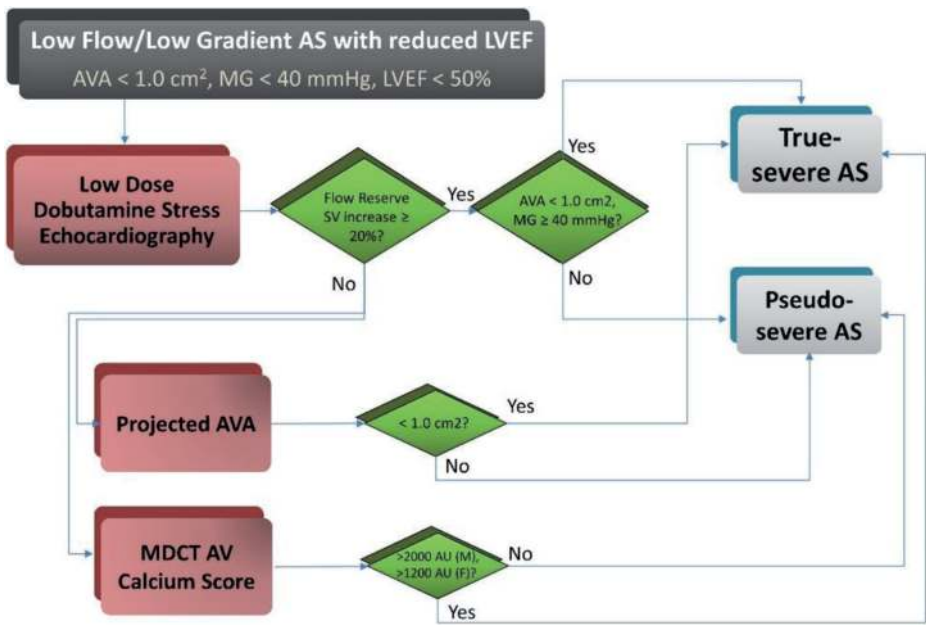 Low Flow/Low Gradient AS with reduced LVEF
AVA < 1.0 cm², MG < 40 mmHg, LVEF < 50%
Low Dose
Dobutamine Stress
Echocardiography
Flow Reserve
SV increase ≥
20%?
Yes
No
AVA < 1.0 cm2,
MG ≥ 40 mmHg?
Yes
No
True-
severe AS
Pseudo-
severe AS
Projected AVA
< 1.0 cm2?
Yes
No
MDCT AV
Calcium Score
>2000 AU (M),
>1200 AU (F)?
No
Yes